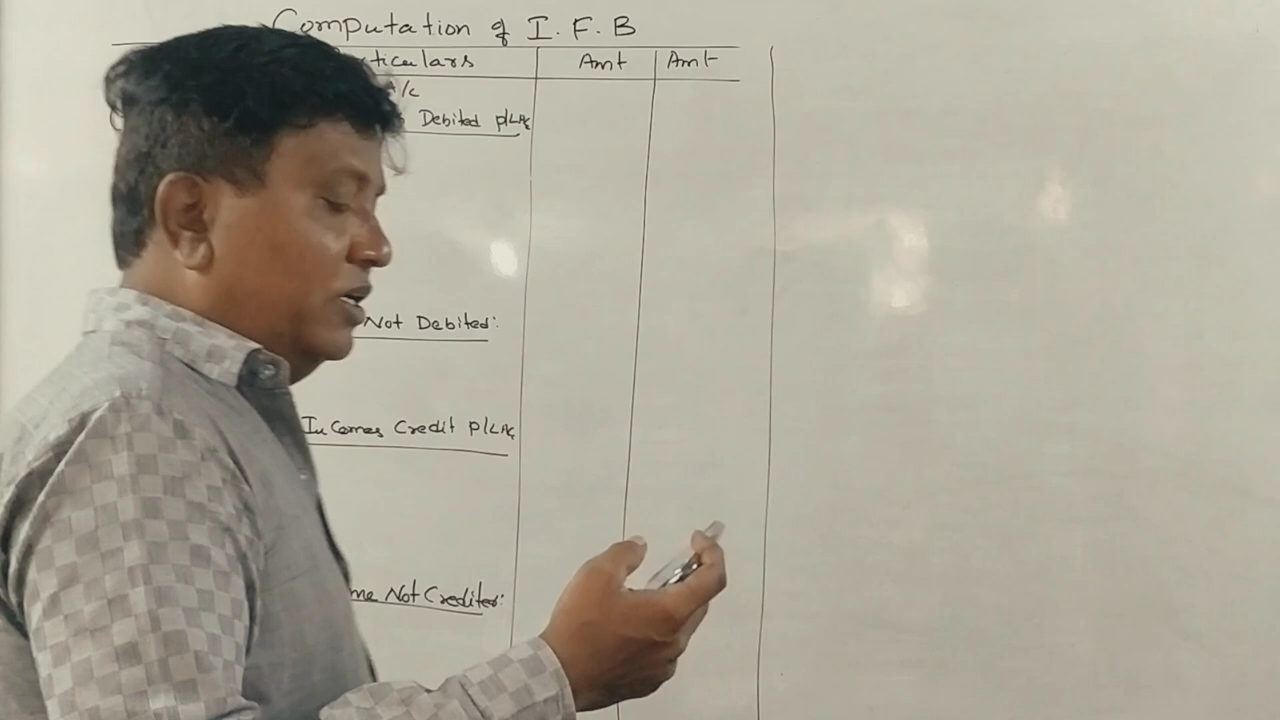 Computation of I. F. B
ticulars Amt Amt
A/c
Debited P/L A/c
Not Debited:
Incomes Credit P/L A/c
me Not Credited: